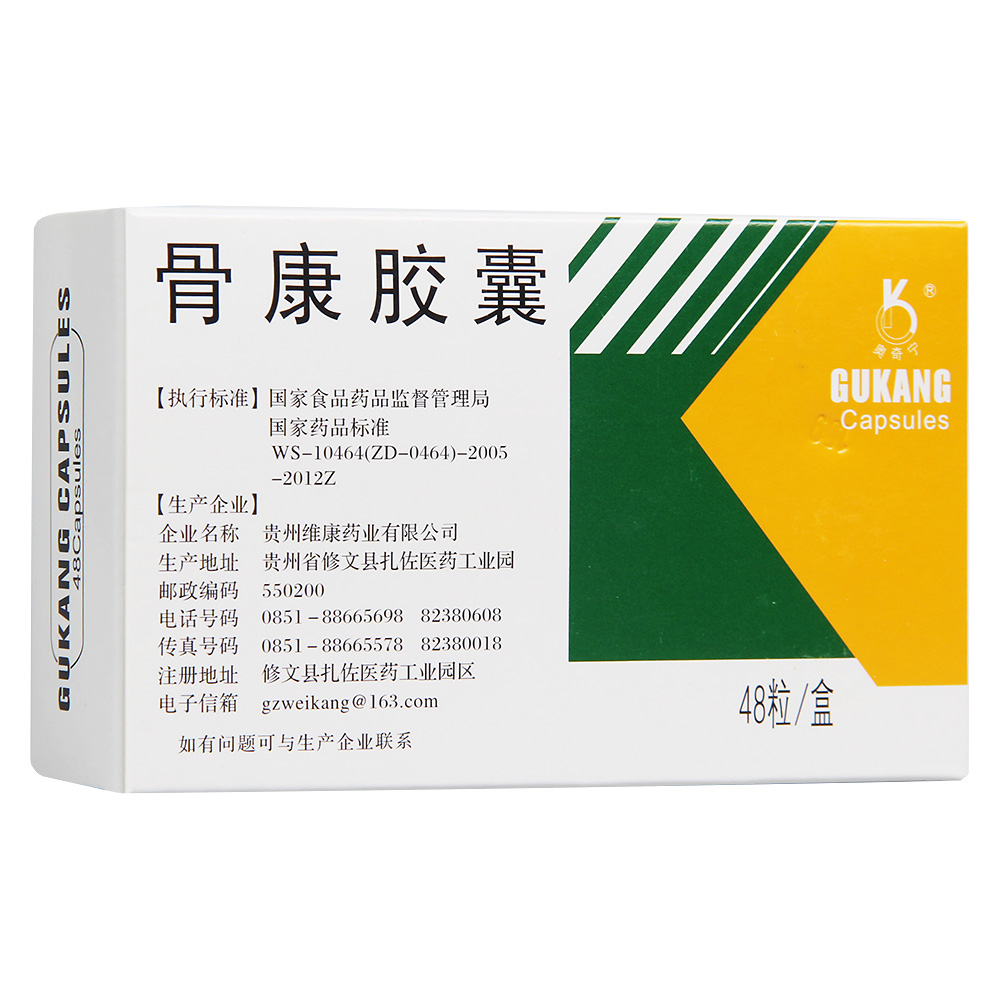 骨康胶囊
【执行标准】国家食品药品监督管理局
国家药品标准
WS-10464(ZD-0464)-2005
-2012Z
【生产企业】
企业名称 贵州维康药业有限公司
生产地址 贵州省修文县扎佐医药工业园
邮政编码 550200
电话号码 0851-88665698 82380608
传真号码 0851-88665578 82380018
注册地址 修文县扎佐医药工业园区
电子信箱 gzweikang@163.com
如有问题可与生产企业联系
®
奥奇宁
GUKANG
Capsules
48粒/盒
GUKANG CAPSULES
48Capsules